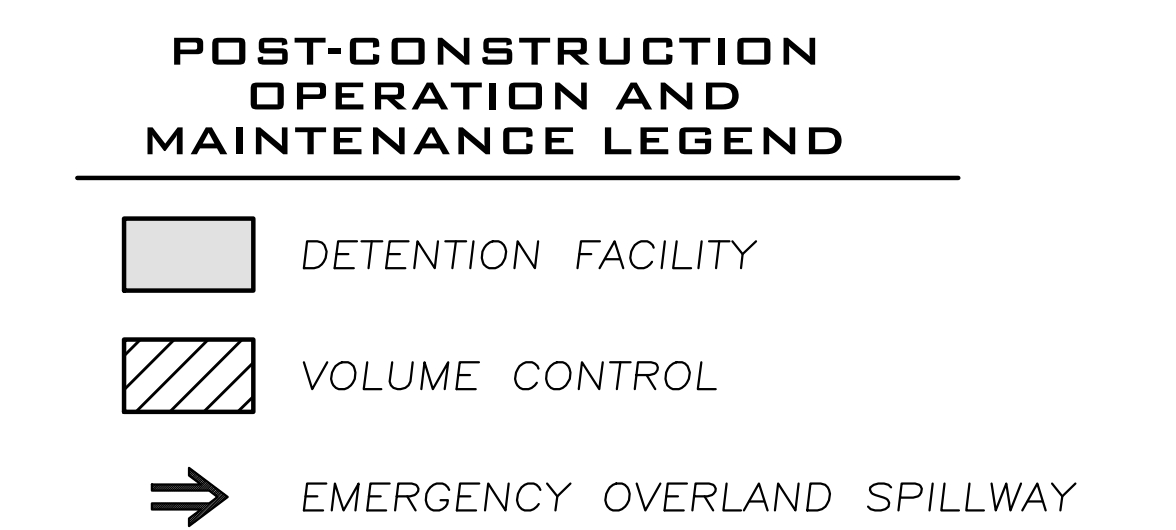 POST-CONSTRUCTION
OPERATION AND
MAINTENANCE LEGEND
DETENTION FACILITY
VOLUME CONTROL
EMERGENCY OVERLAND SPILLWAY